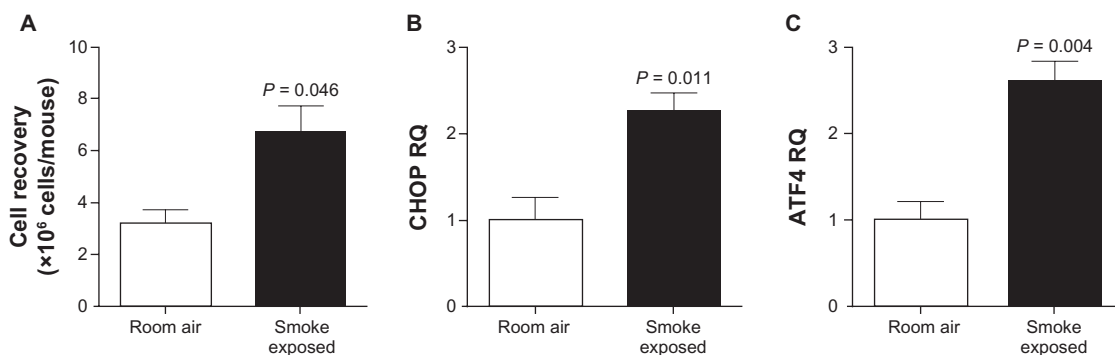 A
Cell recovery
(×10⁶ cells/mouse)
10
8
6
4
2
0
P = 0.046
Room air
Smoke
exposed
B
CHOP RQ
3
2
1
0
P = 0.011
Room air
Smoke
exposed
C
ATF4 RQ
3
2
1
0
P = 0.004
Room air
Smoke
exposed